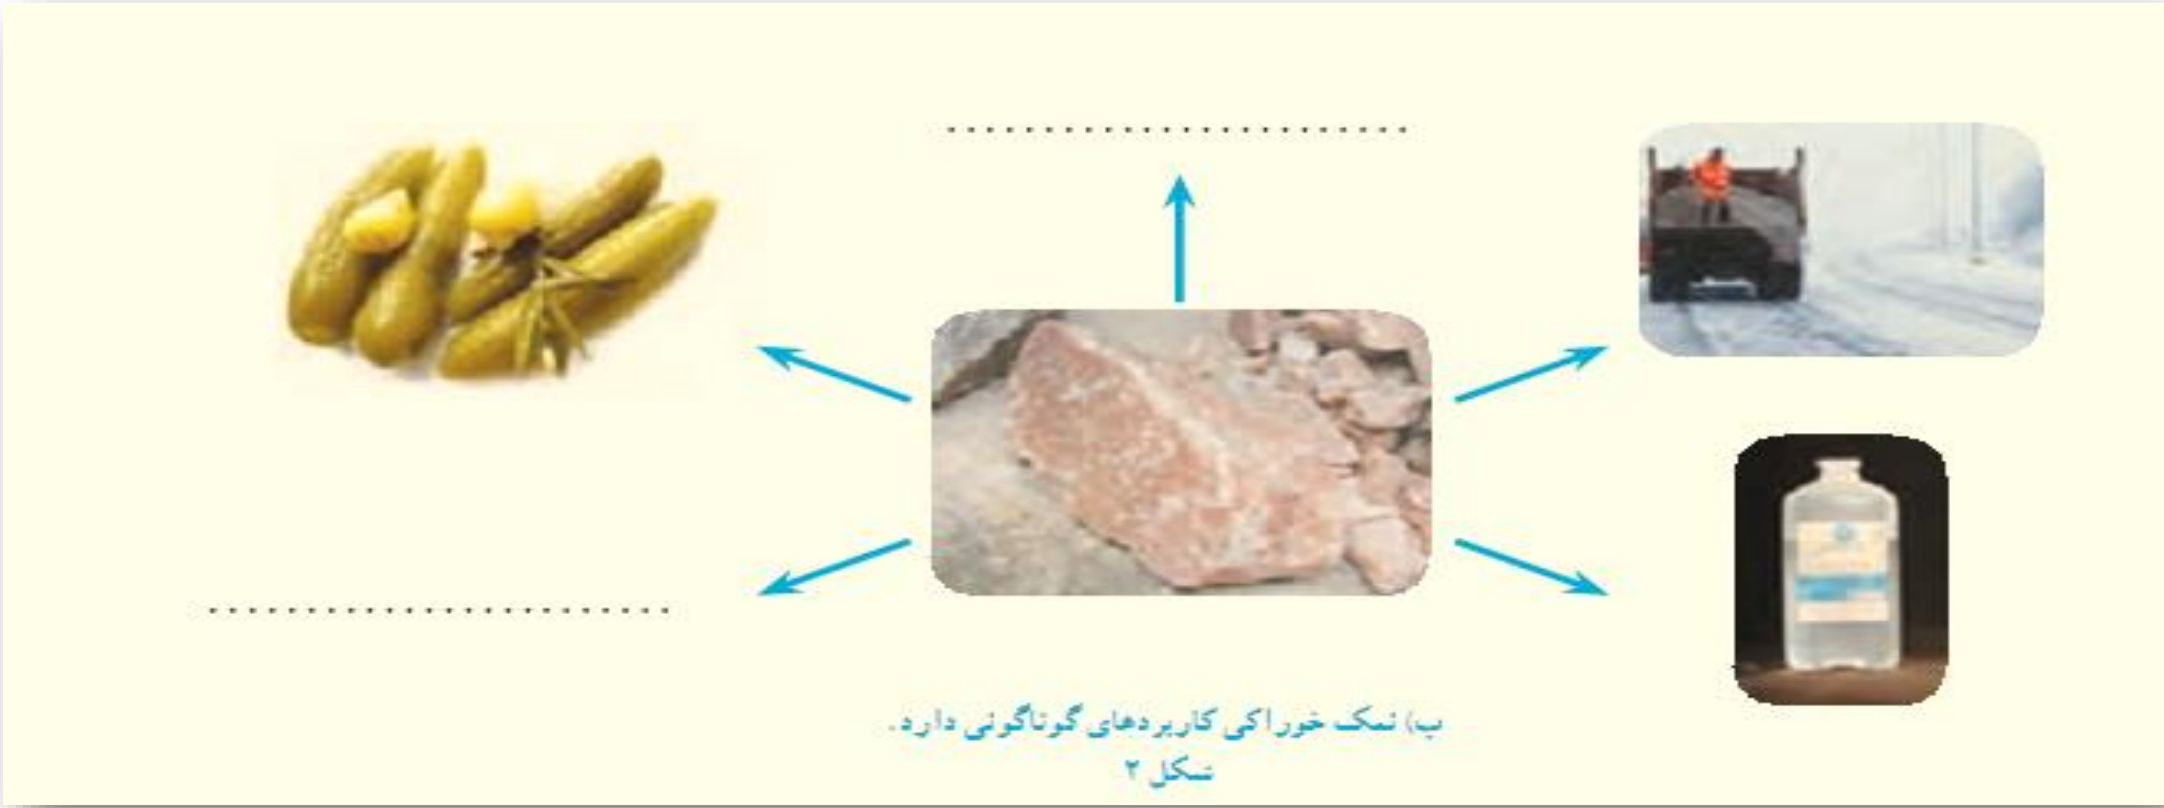 پ) نمک خوراکی کاربردهای گوناگونی دارد.
شکل ۲